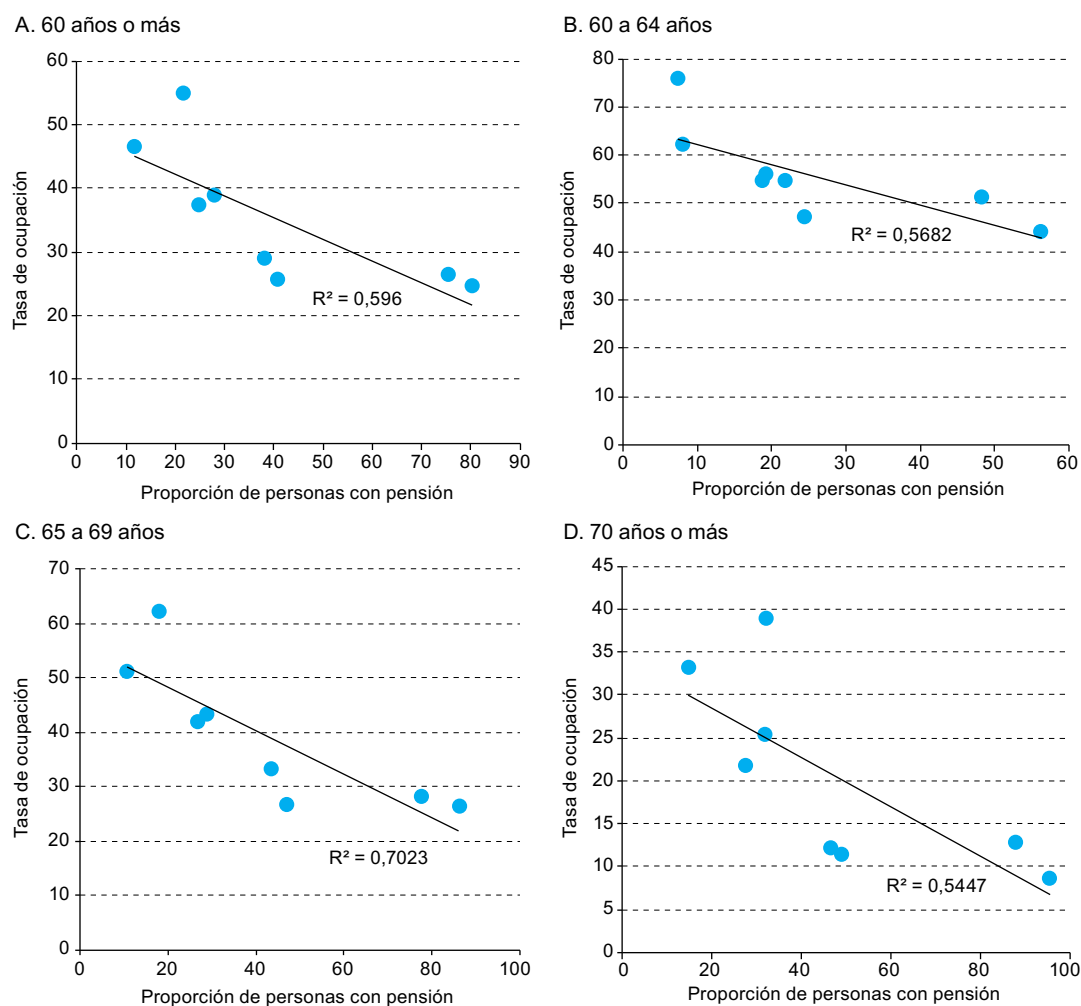 A. 60 años o más
60
50
40
30
20
10
0
Tasa de ocupación
R² = 0,596
0 10 20 30 40 50 60 70 80 90
Proporción de personas con pensión
B. 60 a 64 años
80
70
60
50
40
30
20
10
0
Tasa de ocupación
R² = 0,5682
0 10 20 30 40 50 60
Proporción de personas con pensión
C. 65 a 69 años
70
60
50
40
30
20
10
0
Tasa de ocupación
R² = 0,7023
0 20 40 60 80 100
Proporción de personas con pensión
D. 70 años o más
45
40
35
30
25
20
15
10
5
0
Tasa de ocupación
R² = 0,5447
0 20 40 60 80 100
Proporción de personas con pensión